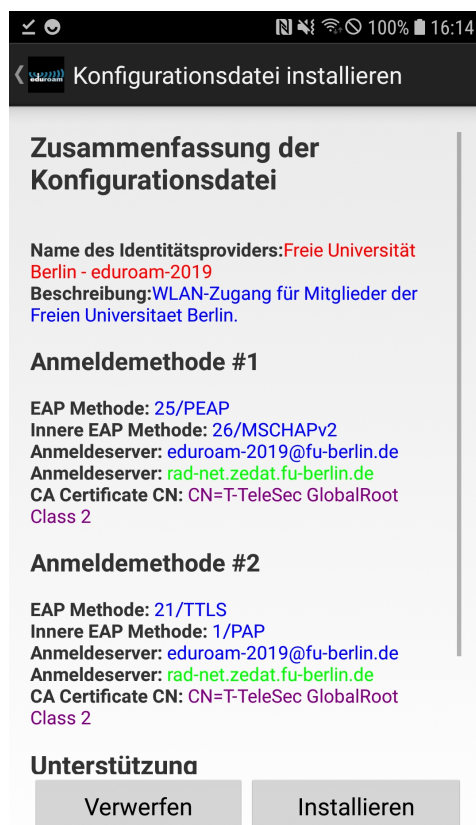 100% 16:14
eduroam Konfigurationsdatei installieren
Zusammenfassung der
Konfigurationsdatei
Name des Identitätsproviders:Freie Universität
Berlin - eduroam-2019
Beschreibung:WLAN-Zugang für Mitglieder der
Freien Universitaet Berlin.
Anmeldemethode #1
EAP Methode: 25/PEAP
Innere EAP Methode: 26/MSCHAPv2
Anmeldeserver: eduroam-2019@fu-berlin.de
Anmeldeserver: rad-net.zedat.fu-berlin.de
CA Certificate CN: CN=T-TeleSec GlobalRoot
Class 2
Anmeldemethode #2
EAP Methode: 21/TTLS
Innere EAP Methode: 1/PAP
Anmeldeserver: eduroam-2019@fu-berlin.de
Anmeldeserver: rad-net.zedat.fu-berlin.de
CA Certificate CN: CN=T-TeleSec GlobalRoot
Class 2
Unterstützung
Verwerfen Installieren